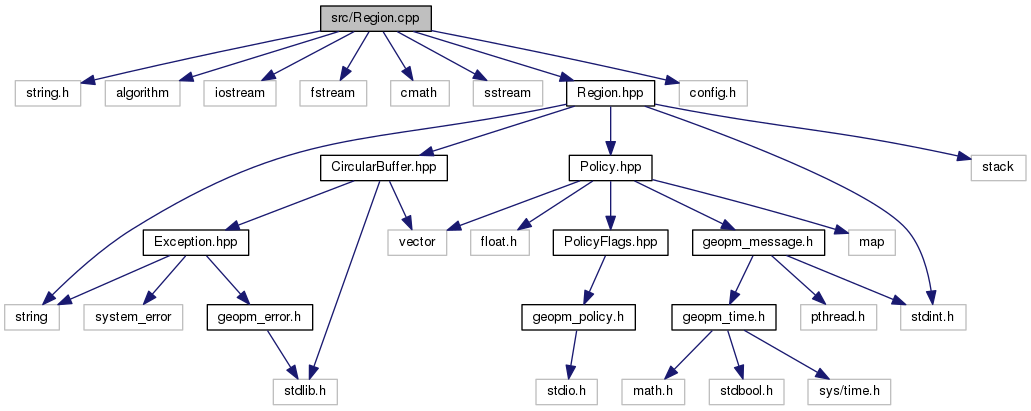 src/Region.cpp
string.h
algorithm
iostream
fstream
cmath
sstream
Region.hpp
config.h
CircularBuffer.hpp
Policy.hpp
stack
Exception.hpp
vector
float.h
PolicyFlags.hpp
geopm_message.h
map
string
system_error
geopm_error.h
geopm_policy.h
geopm_time.h
pthread.h
stdint.h
stdlib.h
stdio.h
math.h
stdbool.h
sys/time.h